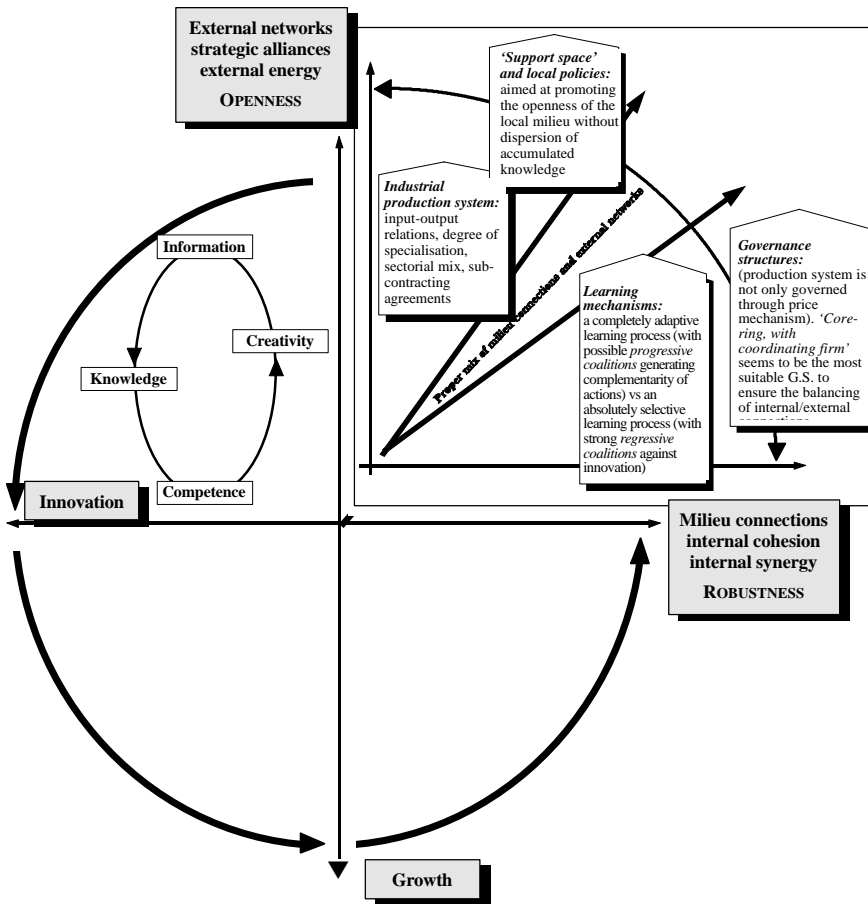 External networks
strategic alliances
external energy
OPENNESS
‘Support space’
and local policies:
aimed at promoting
the openness of the
local milieu without
dispersion of
accumulated
knowledge
Industrial
production system:
input-output
relations, degree of
specialisation,
sectorial mix, sub-
contracting
agreements
Proper mix of milieu connections and external networks
Learning
mechanisms:
a completely adaptive
learning process (with
possible progressive
coalitions generating
complementarity of
actions) vs an
absolutely selective
learning process (with
strong regressive
coalitions against
innovation)
Governance
structures:
(production system is
not only governed
through price
mechanism). ‘Core-
ring, with
coordinating firm’
seems to be the most
suitable G.S. to
ensure the balancing
of internal/external
connections
Information
Creativity
Knowledge
Competence
Innovation
Milieu connections
internal cohesion
internal synergy
ROBUSTNESS
Growth